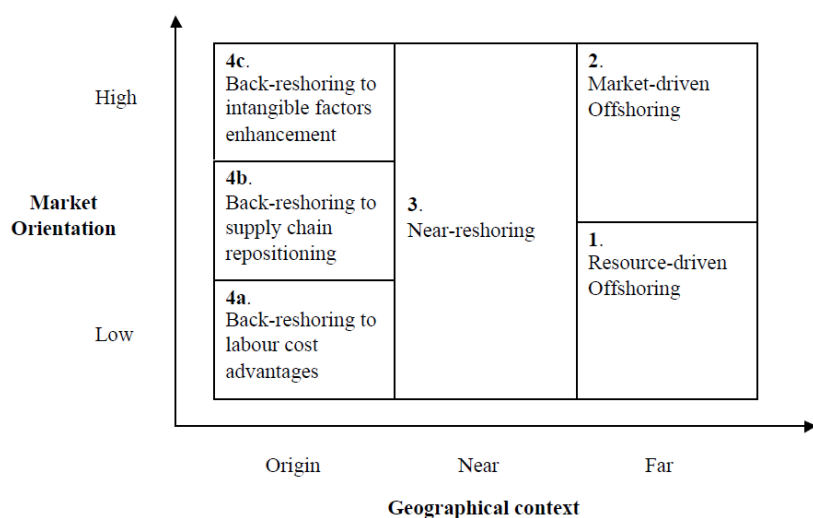 High
Market
Orientation
Low
4c.
Back-reshoring to
intangible factors
enhancement
4b.
Back-reshoring to
supply chain
repositioning
4a.
Back-reshoring to
labour cost
advantages
3.
Near-reshoring
2.
Market-driven
Offshoring
1.
Resource-driven
Offshoring
Origin
Near
Far
Geographical context